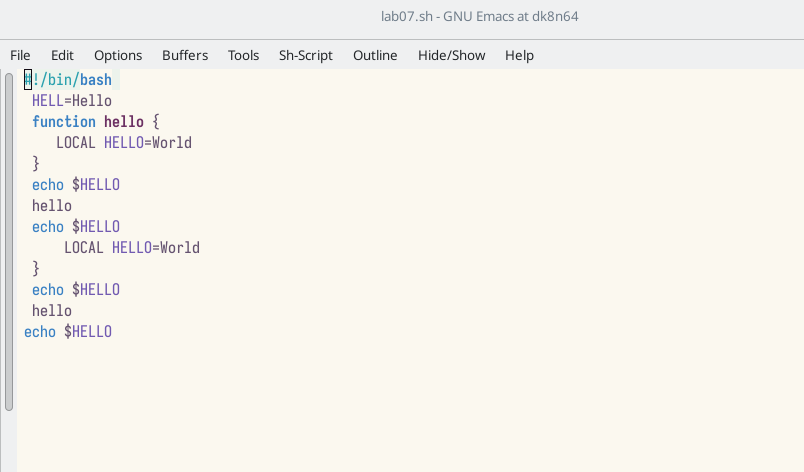 lab07.sh - GNU Emacs at dk8n64
File Edit Options Buffers Tools Sh-Script Outline Hide/Show Help
#!/bin/bash
HELL=Hello
function hello {
LOCAL HELLO=World
}
echo $HELLO
hello
echo $HELLO
LOCAL HELLO=World
}
echo $HELLO
hello
echo $HELLO